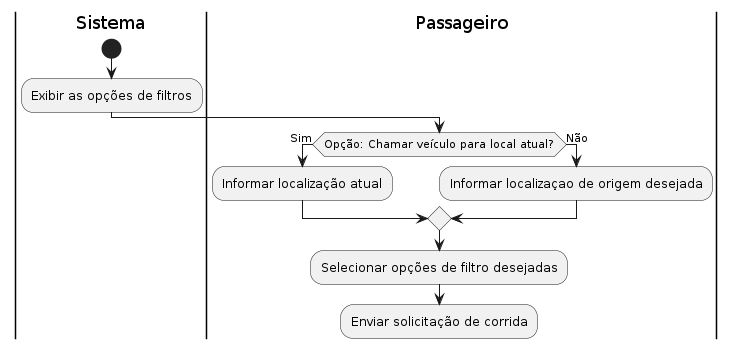 Sistema
Passageiro
Exibir as opções de filtros
Sim
Opção: Chamar veículo para local atual?
Não
Informar localização atual
Informar localizaçao de origem desejada
Selecionar opções de filtro desejadas
Enviar solicitação de corrida